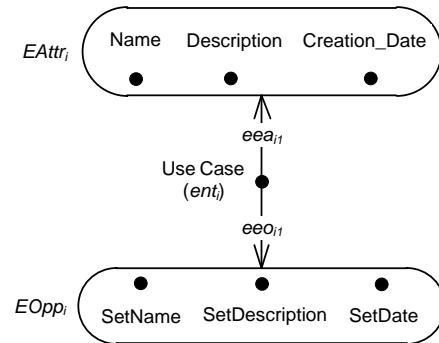 Name Description Creation_Date
EAttr_i
eea_i1
Use Case
(ent_i)
eeo_i1
EOpp_i
SetName SetDescription SetDate